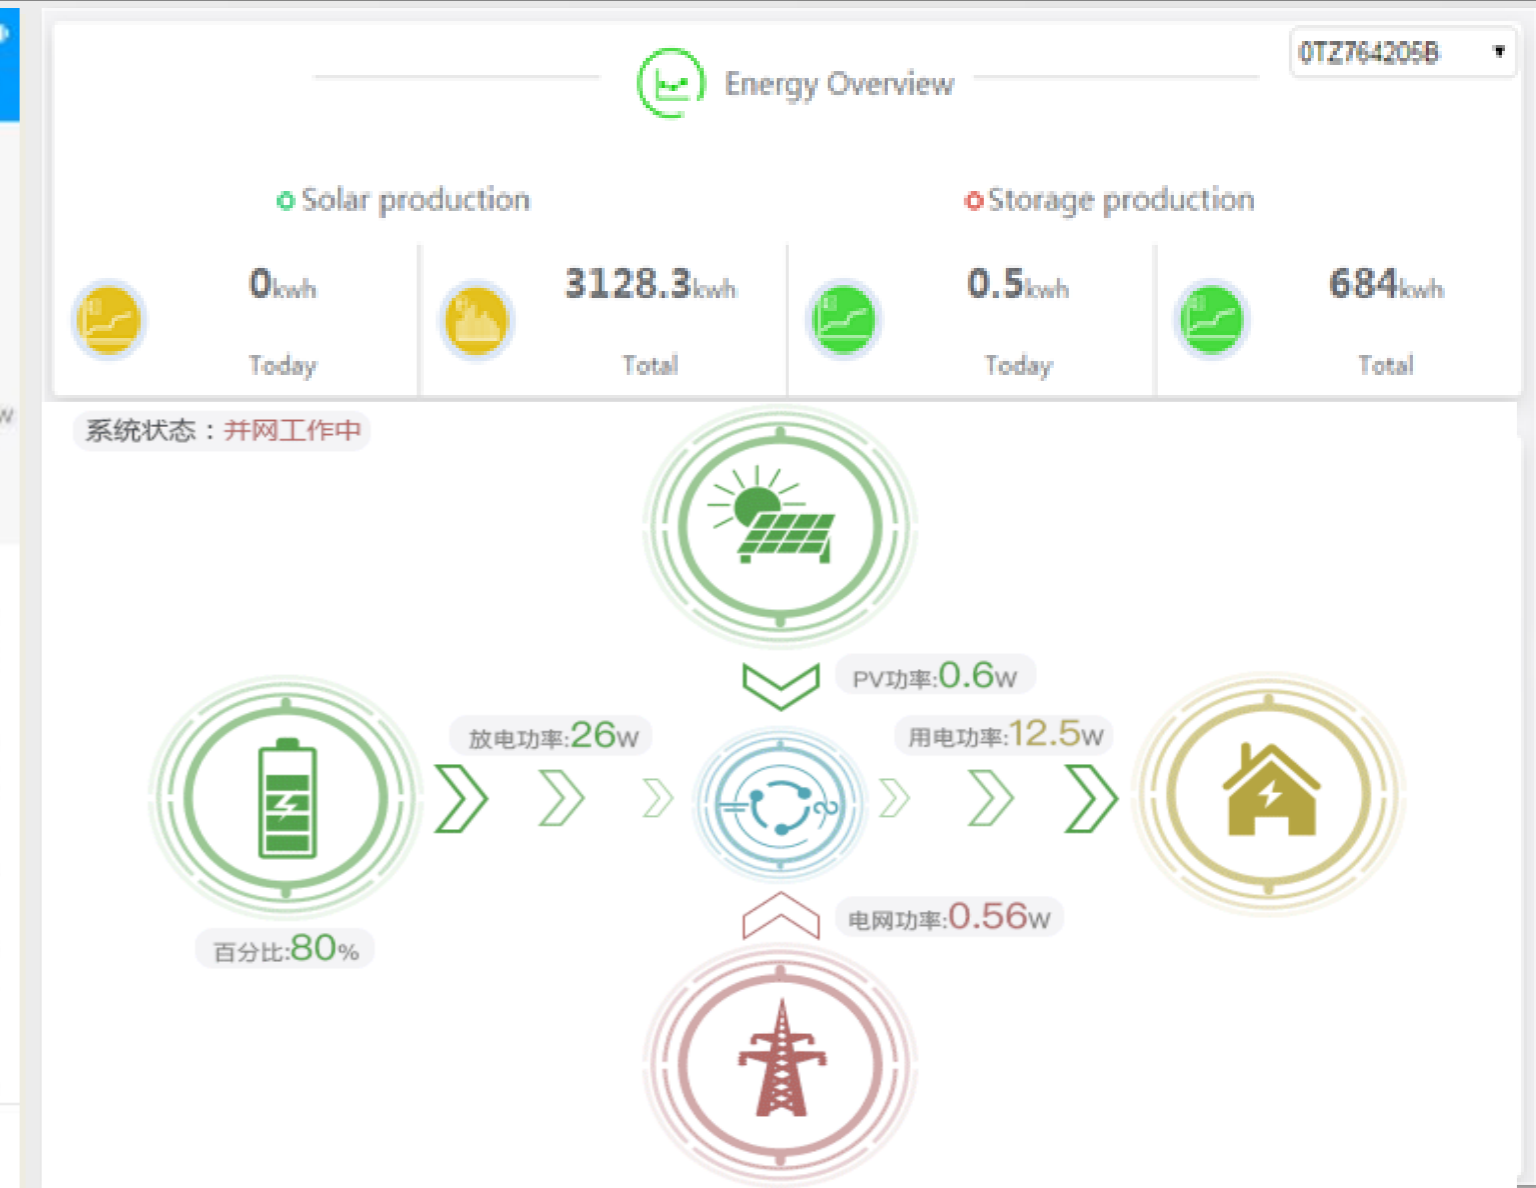 0TZ764205B
Energy Overview
Solar production
Storage production
0kwh
3128.3kwh
0.5kwh
684kwh
Today
Total
Today
Total
w
系统状态：并网工作中
PV功率:0.6W
放电功率:26W
用电功率:12.5W
电网功率:0.56W
百分比:80%